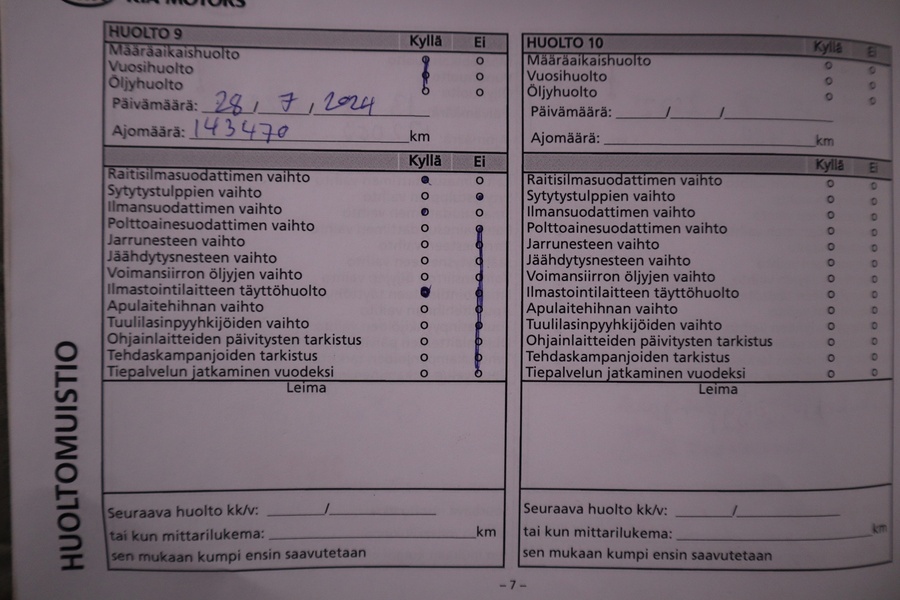 KIA MOTORS
HUOLTOMUISTIO
HUOLTO 9 Kyllä Ei
Määräaikaishuolto
Vuosihuolto
Öljyhuolto
Päivämäärä: 28 / 7 / 2024
Ajomäärä: 143470 km
Kyllä Ei
Raitisilmasuodattimen vaihto
Sytytystulppien vaihto
Ilmansuodattimen vaihto
Polttoainesuodattimen vaihto
Jarrunesteen vaihto
Jäähdytysnesteen vaihto
Voimansiirron öljyjen vaihto
Ilmastointilaitteen täyttöhuolto
Apulaitehihnan vaihto
Tuulilasinpyyhkijöiden vaihto
Ohjainlaitteiden päivitysten tarkistus
Tehdaskampanjoiden tarkistus
Tiepalvelun jatkaminen vuodeksi
Leima
Seuraava huolto kk/v: /
tai kun mittarilukema: km
sen mukaan kumpi ensin saavutetaan
HUOLTO 10 Kyllä Ei
Määräaikaishuolto
Vuosihuolto
Öljyhuolto
Päivämäärä: / /
Ajomäärä: km
Kyllä Ei
Raitisilmasuodattimen vaihto
Sytytystulppien vaihto
Ilmansuodattimen vaihto
Polttoainesuodattimen vaihto
Jarrunesteen vaihto
Jäähdytysnesteen vaihto
Voimansiirron öljyjen vaihto
Ilmastointilaitteen täyttöhuolto
Apulaitehihnan vaihto
Tuulilasinpyyhkijöiden vaihto
Ohjainlaitteiden päivitysten tarkistus
Tehdaskampanjoiden tarkistus
Tiepalvelun jatkaminen vuodeksi
Leima
Seuraava huolto kk/v: /
tai kun mittarilukema: km
sen mukaan kumpi ensin saavutetaan
– 7 –